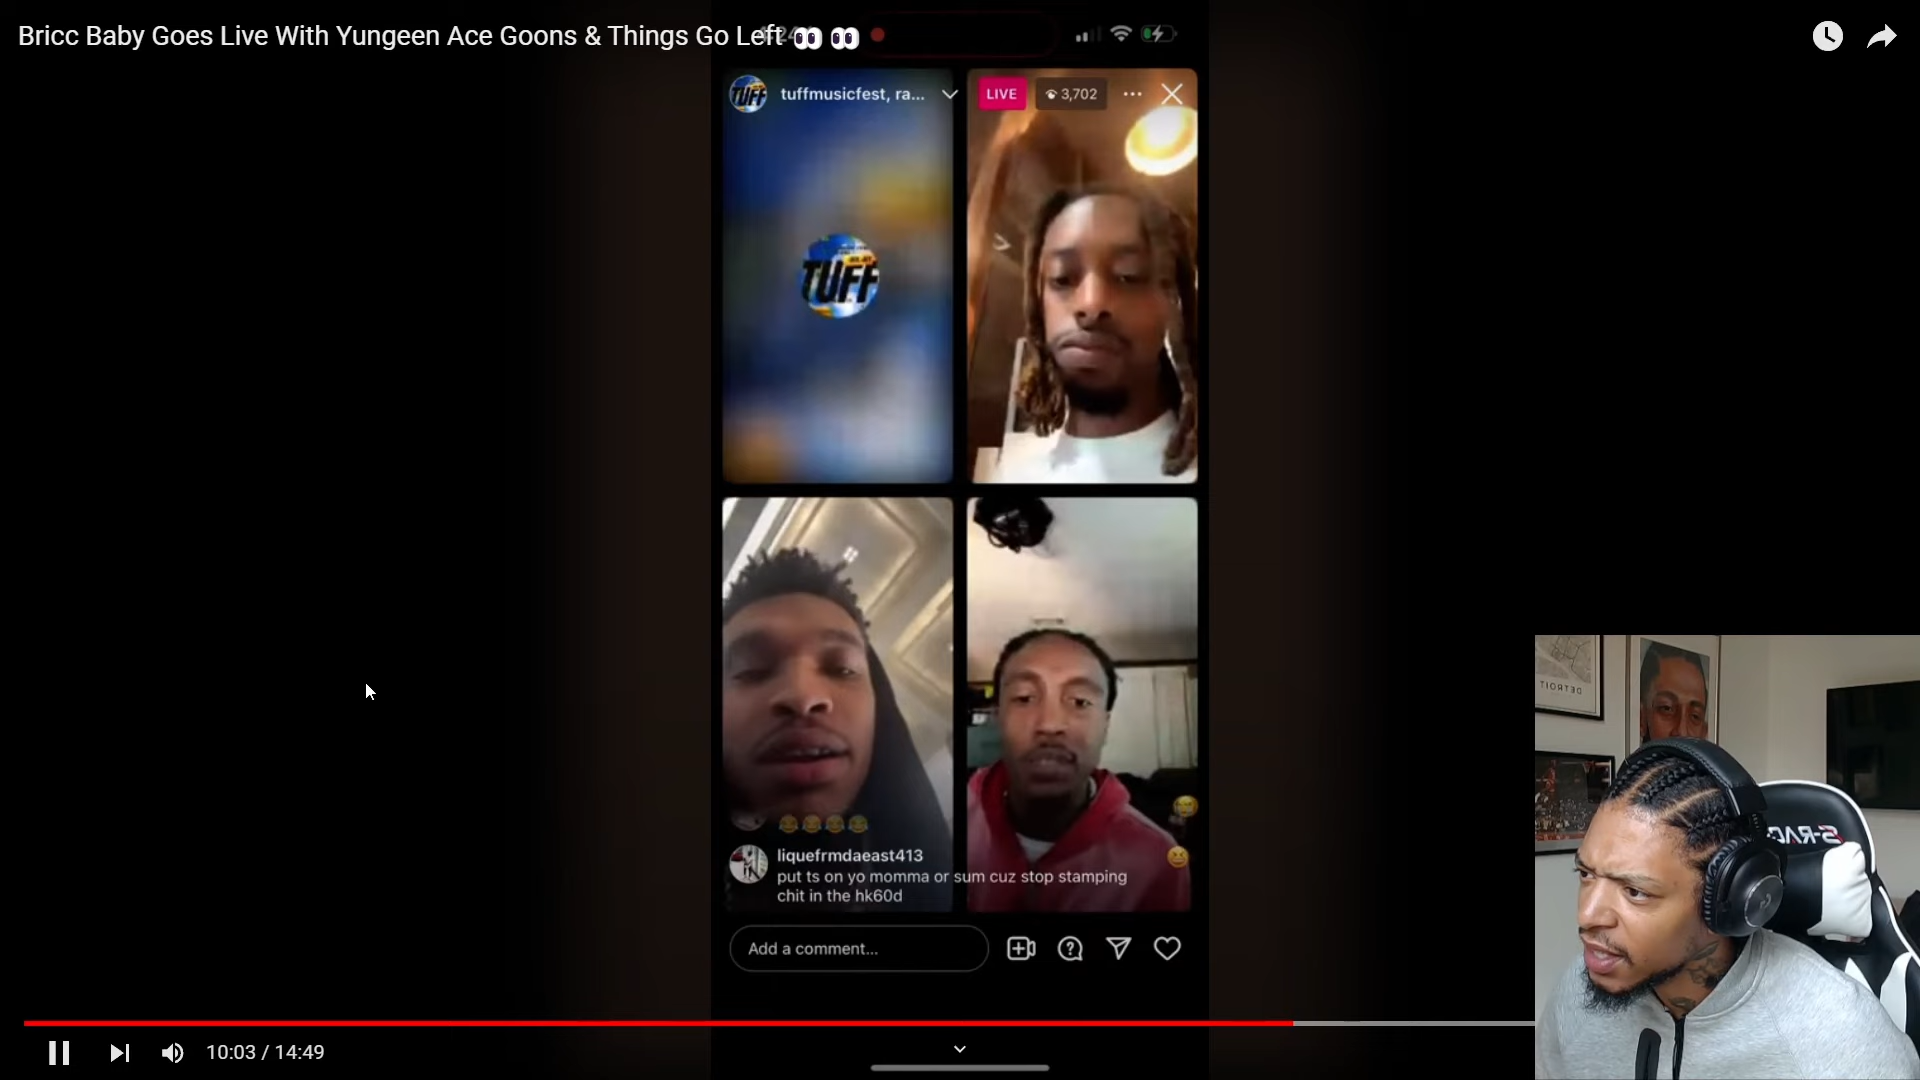 Bricc Baby Goes Live With Yungeen Ace Goons & Things Go Left 👀 👀
tuffmusicfest, ra...
LIVE
3,702
TUFF
TUFF
liquefrmdaeast413
put ts on yo momma or sum cuz stop stamping
chit in the hk60d
Add a comment...
10:03 / 14:49
DETROIT